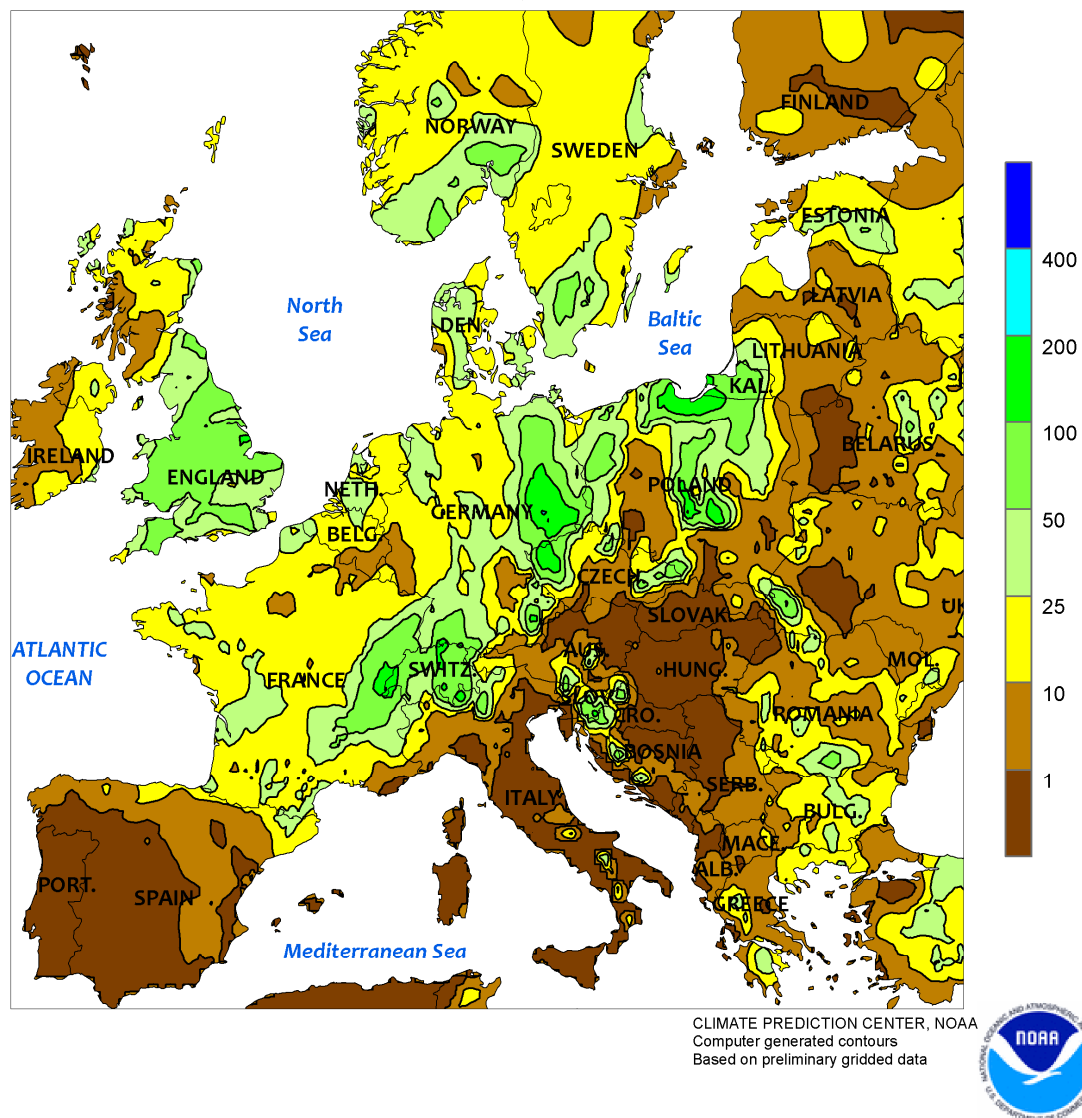 FINLAND
NORWAY
SWEDEN
ESTONIA
North
Sea
LATVIA
Baltic
Sea
DEN.
LITHUANIA
KAL.
IRELAND
ENGLAND
BELARUS
NETH.
POLAND
GERMANY
BELG.
CZECH.
SLOVAK.
UK
ATLANTIC
OCEAN
AUS.
HUNG.
MOL.
SWITZ.
FRANCE
SLOV.
CRO.
ROMANIA
BOSNIA
SERB.
ITALY
BULG.
MACE.
ALB.
PORT.
SPAIN
GREECE
Mediterranean Sea
400
200
100
50
25
10
1
CLIMATE PREDICTION CENTER, NOAA
Computer generated contours
Based on preliminary gridded data
NOAA